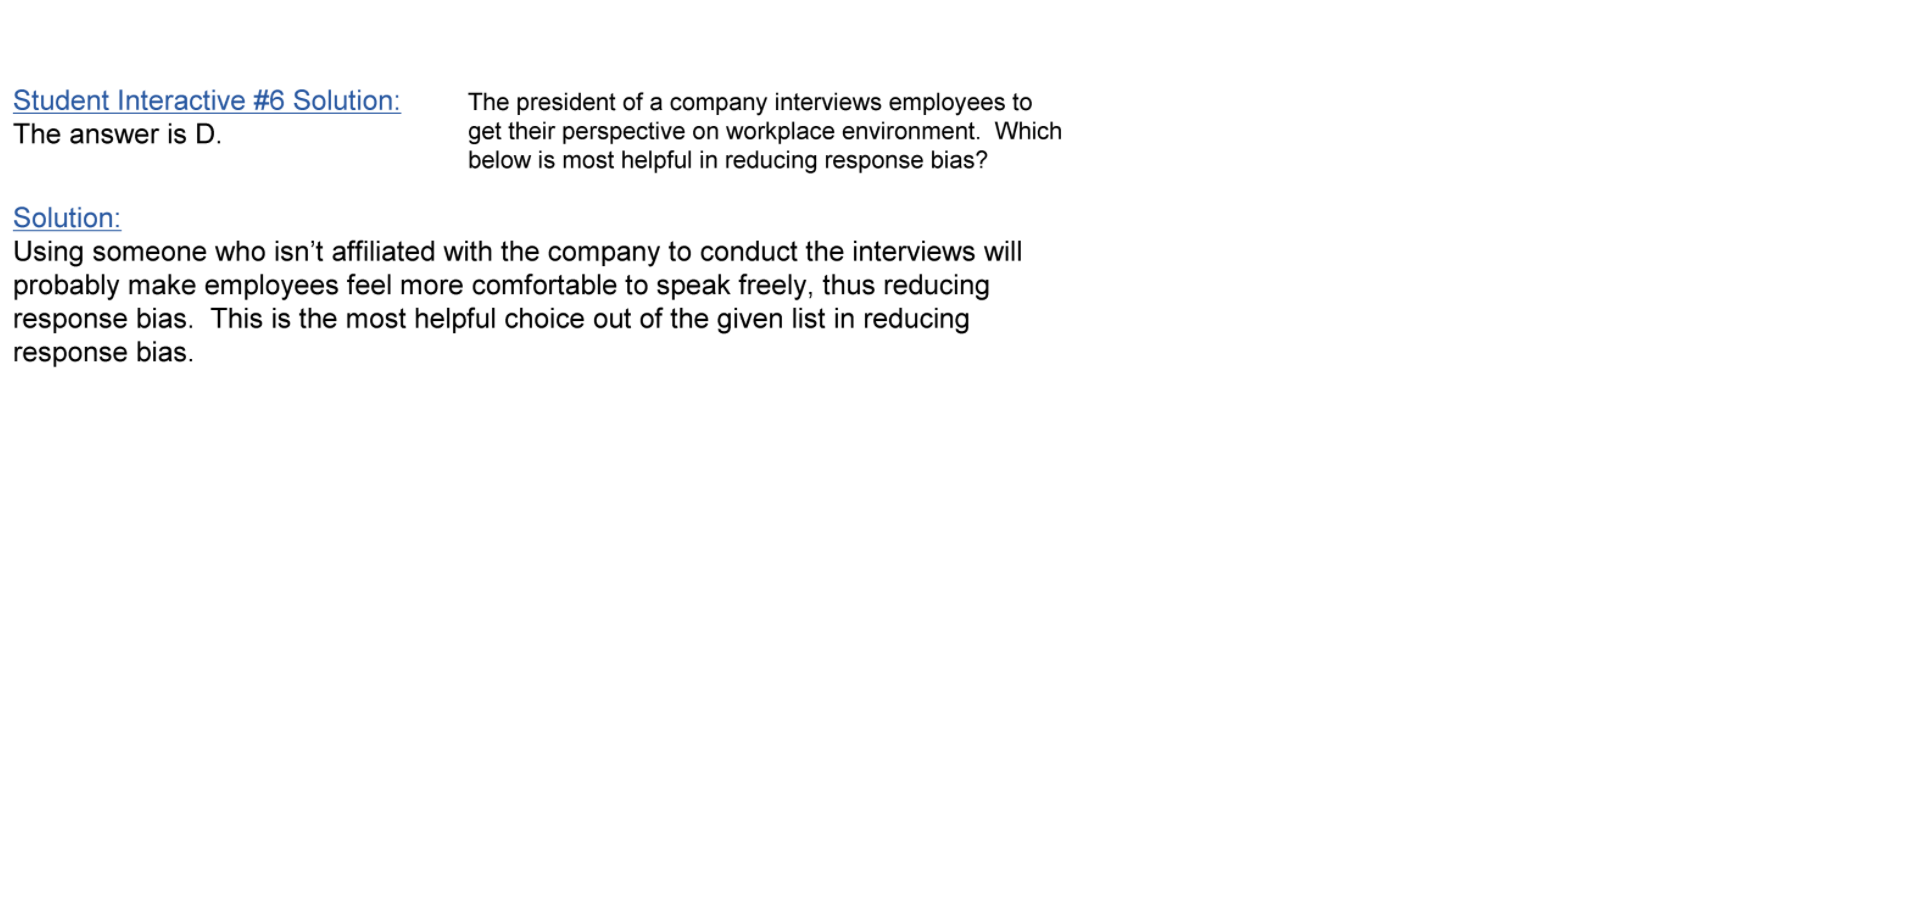 Student Interactive #6 Solution:
The answer is D.
The president of a company interviews employees to
get their perspective on workplace environment.  Which
below is most helpful in reducing response bias?
Solution:
Using someone who isn’t affiliated with the company to conduct the interviews will
probably make employees feel more comfortable to speak freely, thus reducing
response bias.  This is the most helpful choice out of the given list in reducing
response bias.